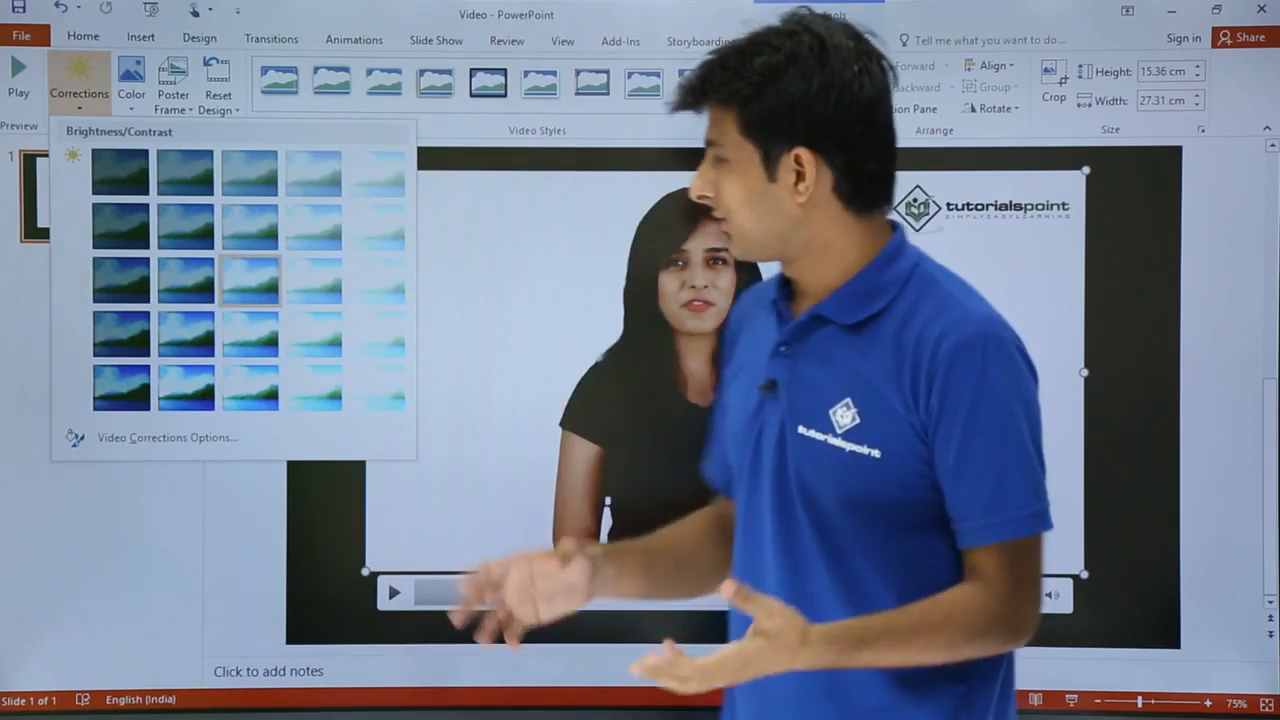 Video - PowerPoint
File
Home
Insert
Design
Transitions
Animations
Slide Show
Review
View
Add-Ins
Storyboarding
Tell me what you want to do...
Sign in
Share
Play
Corrections
Color
Poster
Frame
Reset
Design
Forward
Align
Height:
15.36 cm
Group
Crop
Width:
27.31 cm
Rotate
Preview
Video Styles
Arrange
Size
Brightness/Contrast
1
tutorialspoint
SIMPLYEASYLEARNING
tutorialspoint
Video Corrections Options...
Click to add notes
Slide 1 of 1
English (India)
75%